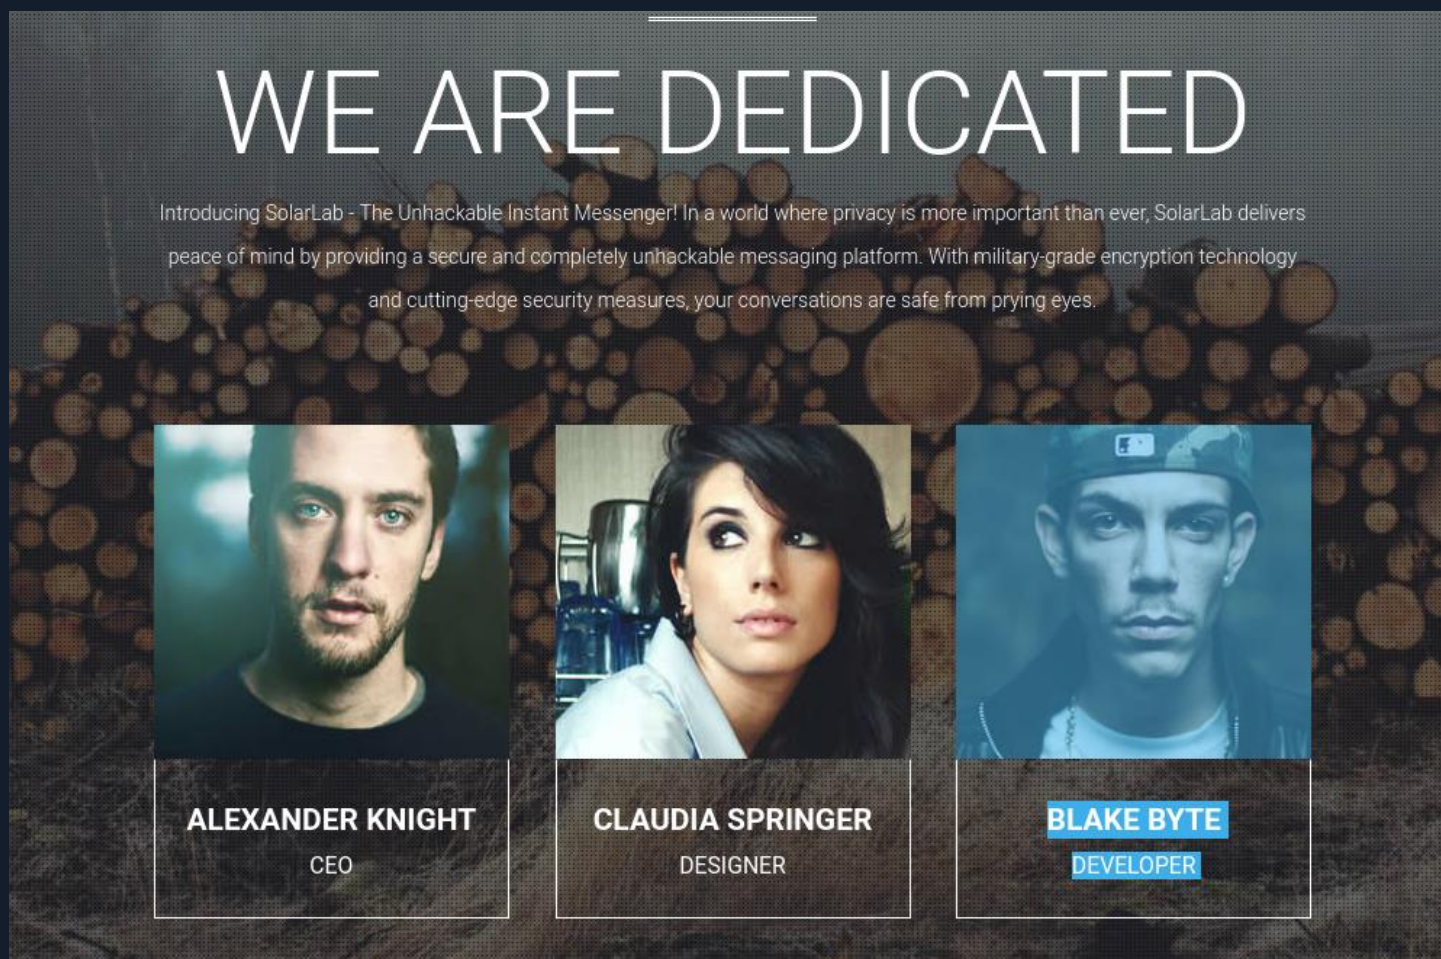 WE ARE DEDICATED
Introducing SolarLab - The Unhackable Instant Messenger! In a world where privacy is more important than ever, SolarLab delivers
peace of mind by providing a secure and completely unhackable messaging platform. With military-grade encryption technology
and cutting-edge security measures, your conversations are safe from prying eyes.
ALEXANDER KNIGHT
CEO
CLAUDIA SPRINGER
DESIGNER
BLAKE BYTE
DEVELOPER